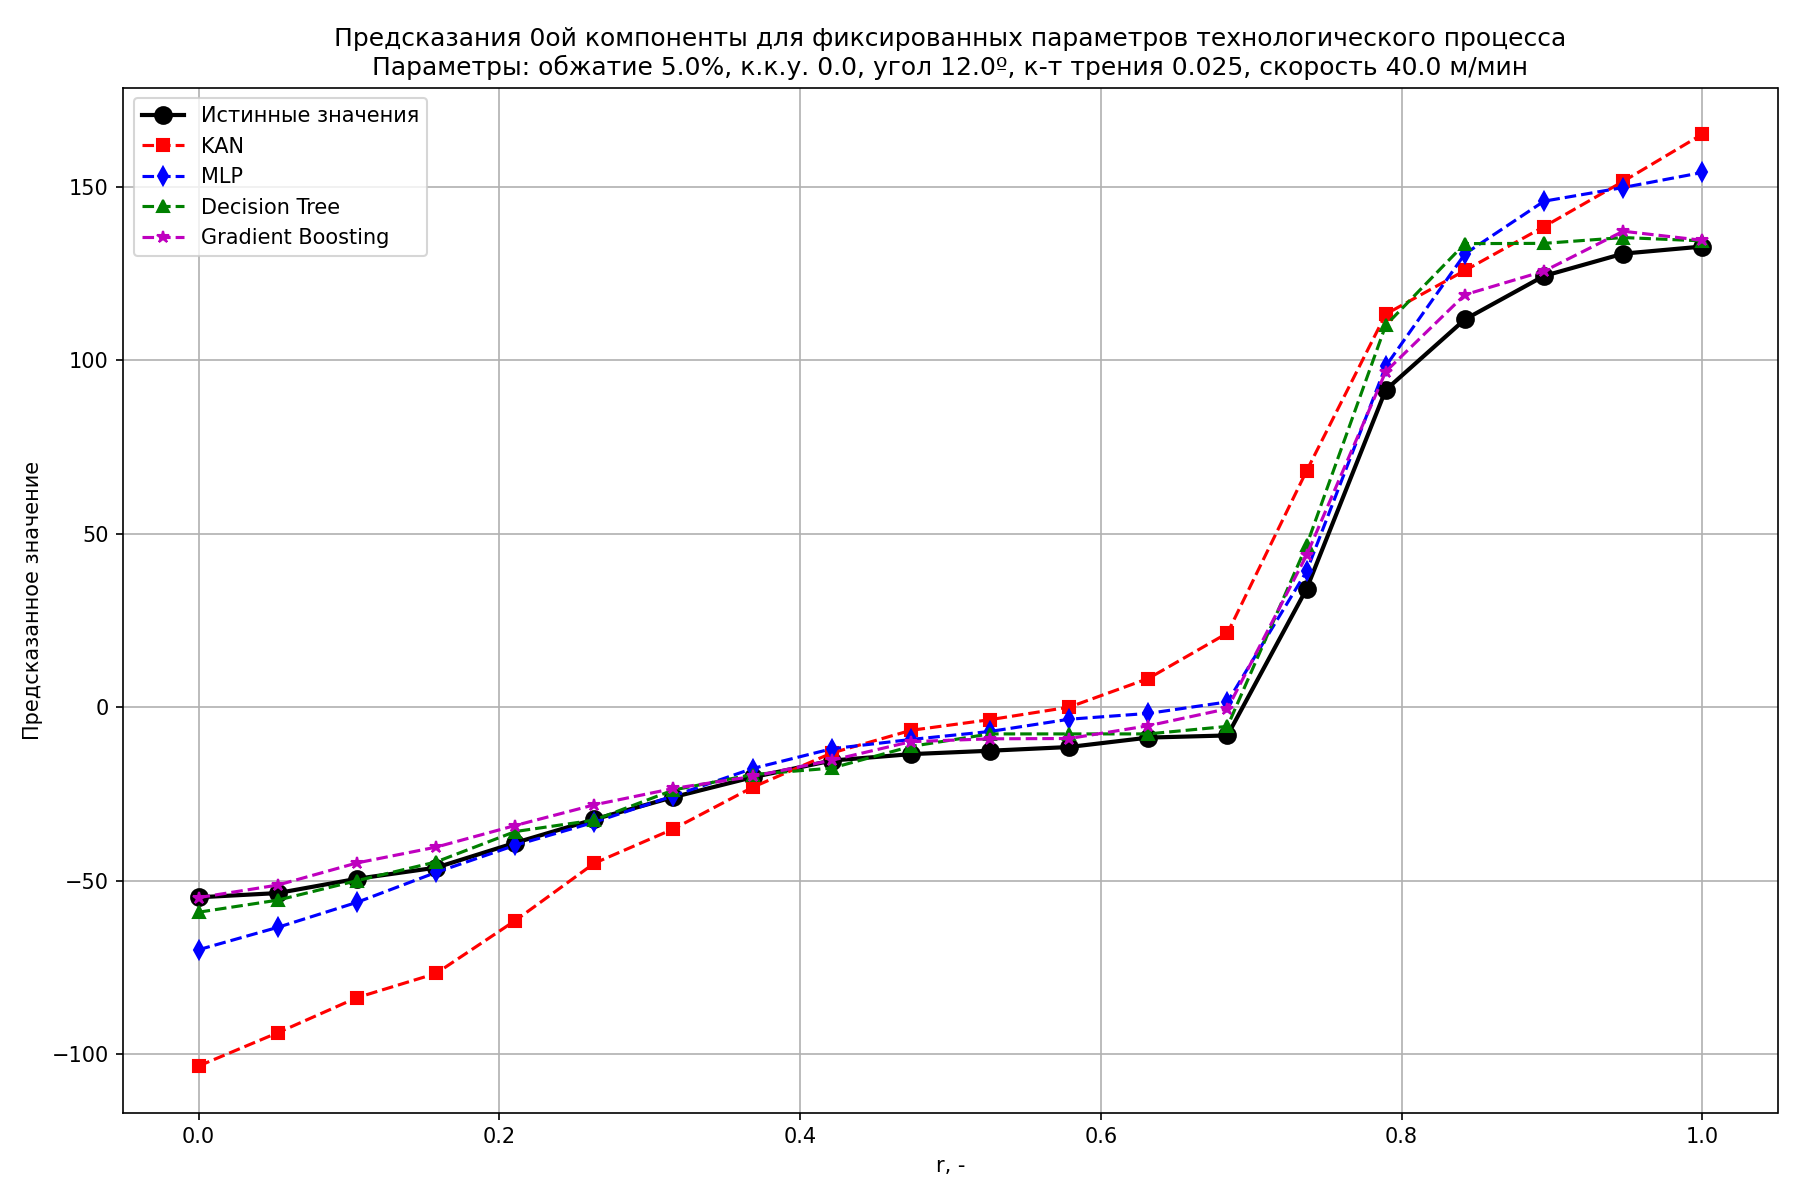 Предсказания 0ой компоненты для фиксированных параметров технологического процесса
Параметры: обжатие 5.0%, к.к.у. 0.0, угол 12.0º, к-т трения 0.025, скорость 40.0 м/мин
Истинные значения
KAN
MLP
Decision Tree
Gradient Boosting
Предсказанное значение
150
100
50
0
−50
−100
0.0 0.2 0.4 0.6 0.8 1.0
r, -